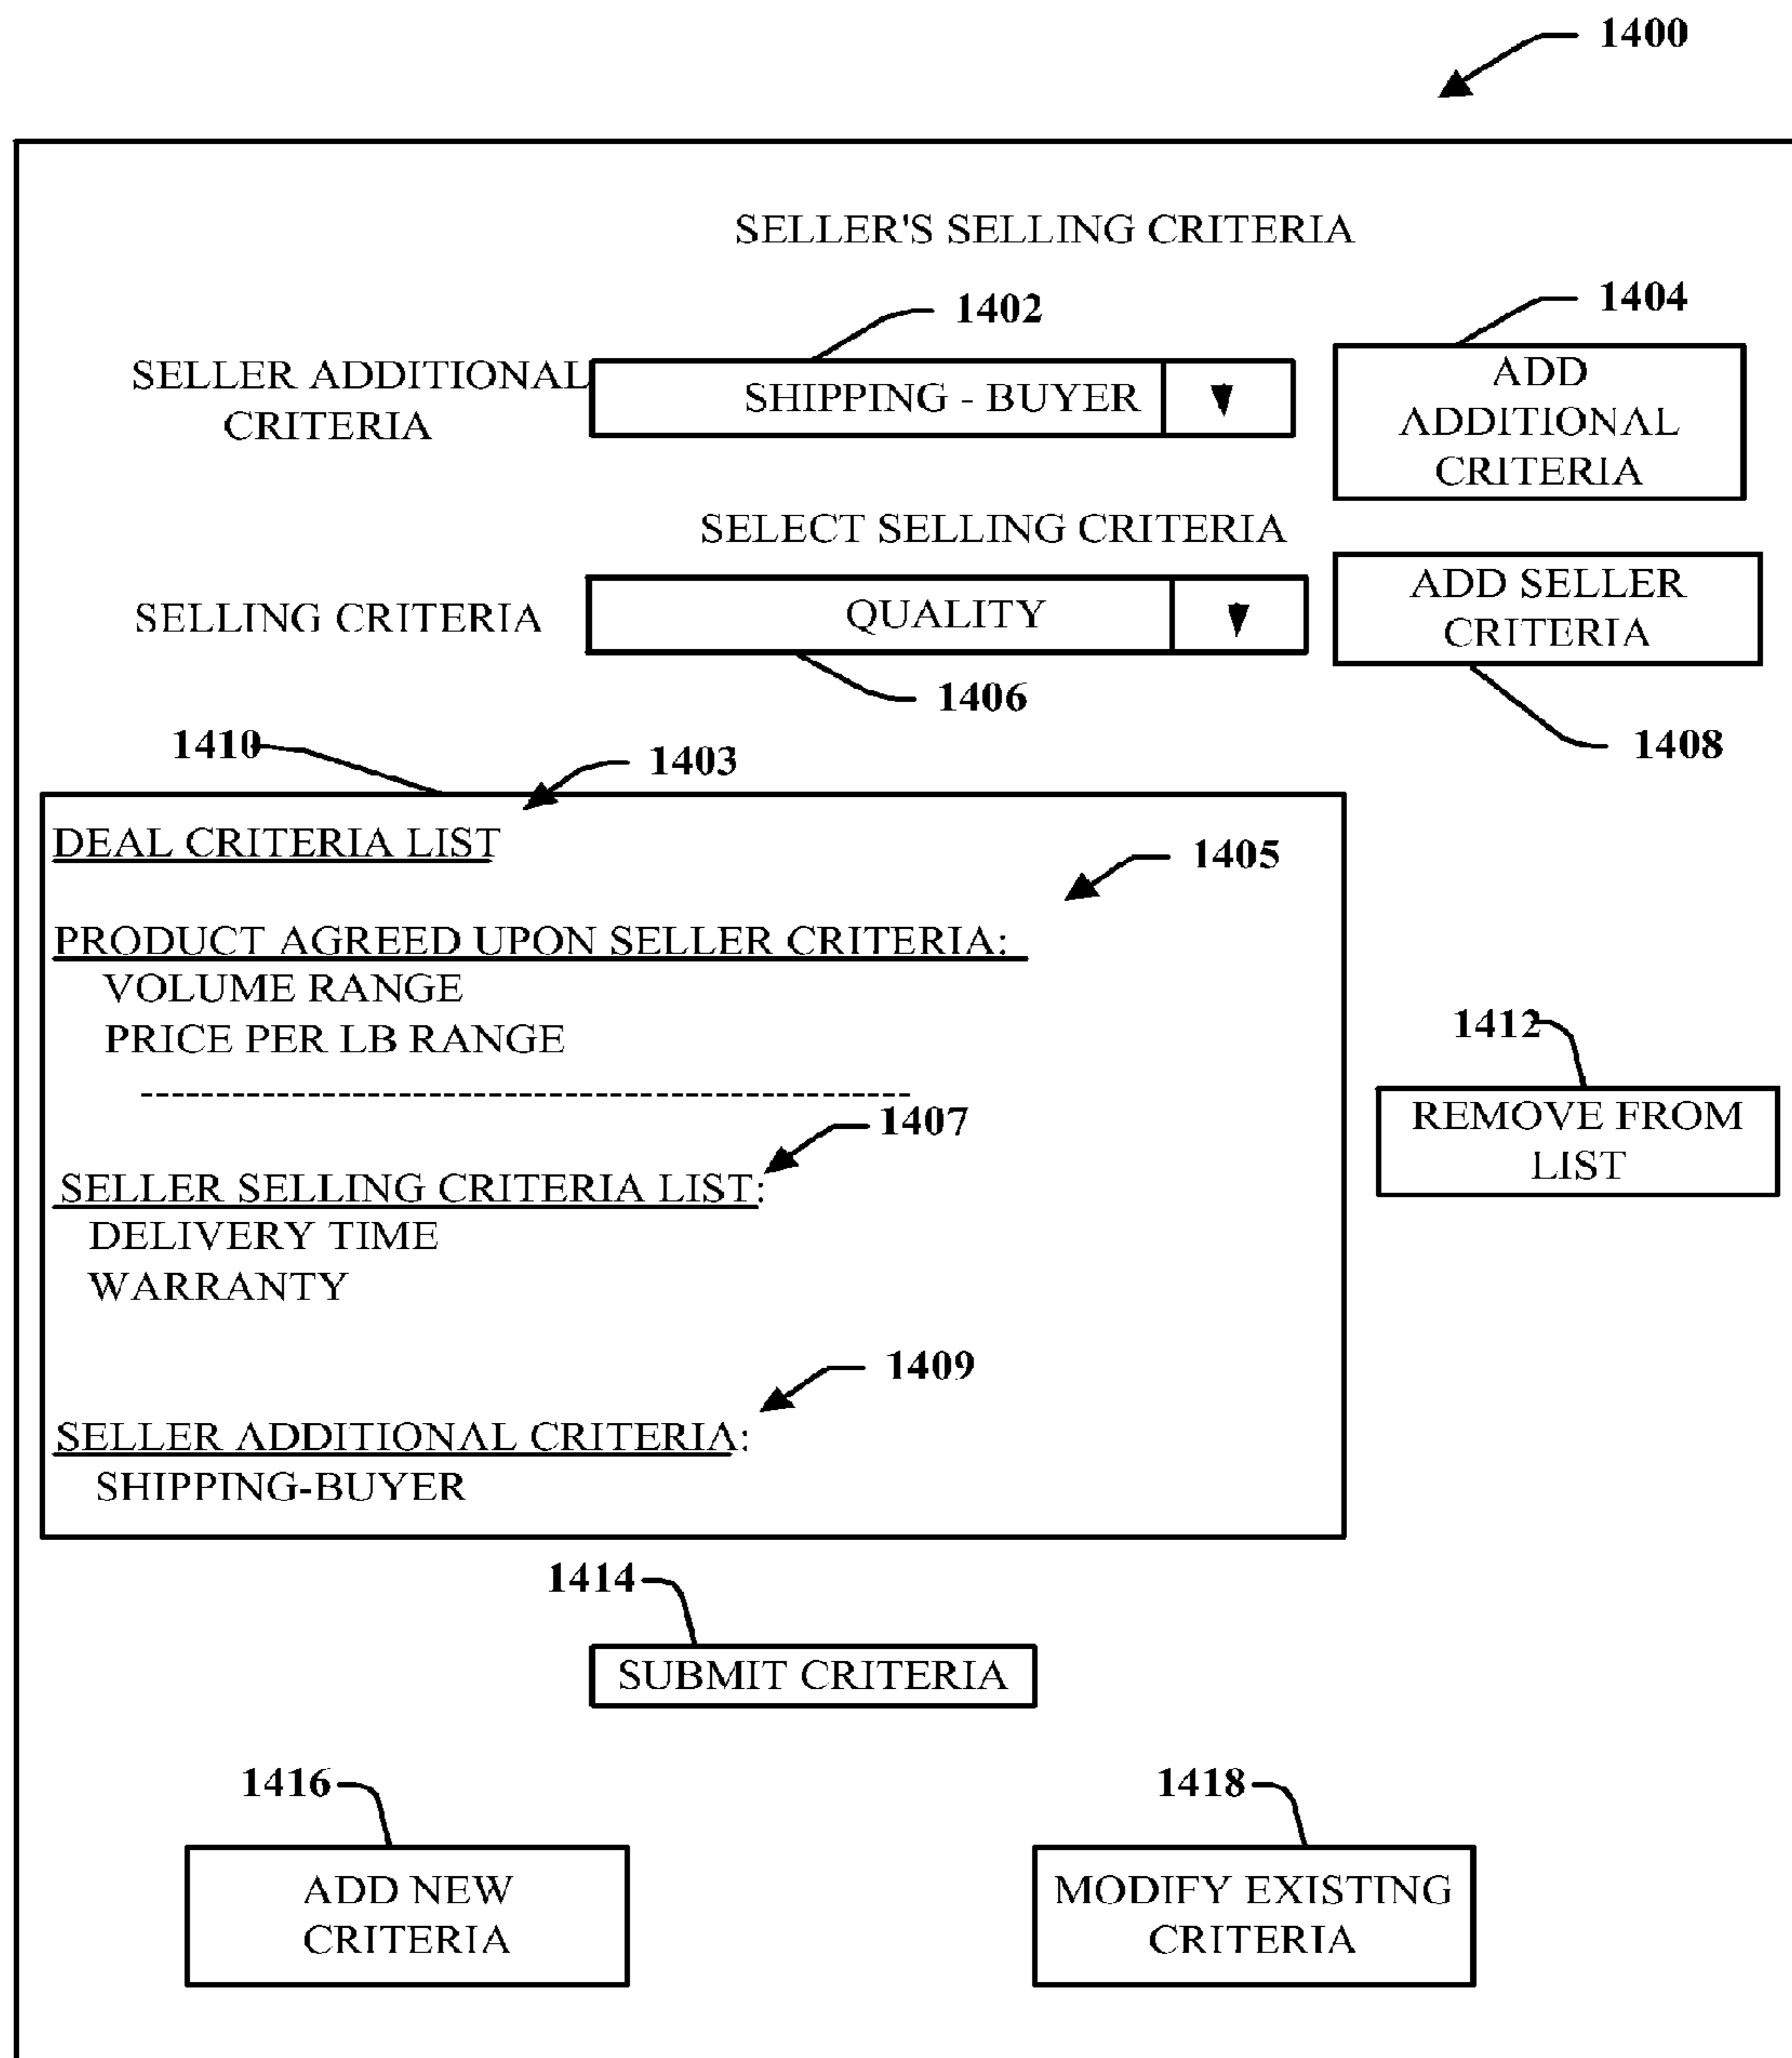 1400
SELLER'S SELLING CRITERIA
1402
1404
SELLER ADDITIONAL
CRITERIA
SHIPPING - BUYER
ADD
ADDITIONAL
CRITERIA
SELECT SELLING CRITERIA
SELLING CRITERIA
QUALITY
ADD SELLER
CRITERIA
1406
1408
1410
1403
DEAL CRITERIA LIST
1405
PRODUCT AGREED UPON SELLER CRITERIA:
VOLUME RANGE
PRICE PER LB RANGE
1412
REMOVE FROM
LIST
1407
SELLER SELLING CRITERIA LIST:
DELIVERY TIME
WARRANTY
1409
SELLER ADDITIONAL CRITERIA:
SHIPPING-BUYER
1414
SUBMIT CRITERIA
1416
1418
ADD NEW
CRITERIA
MODIFY EXISTING
CRITERIA